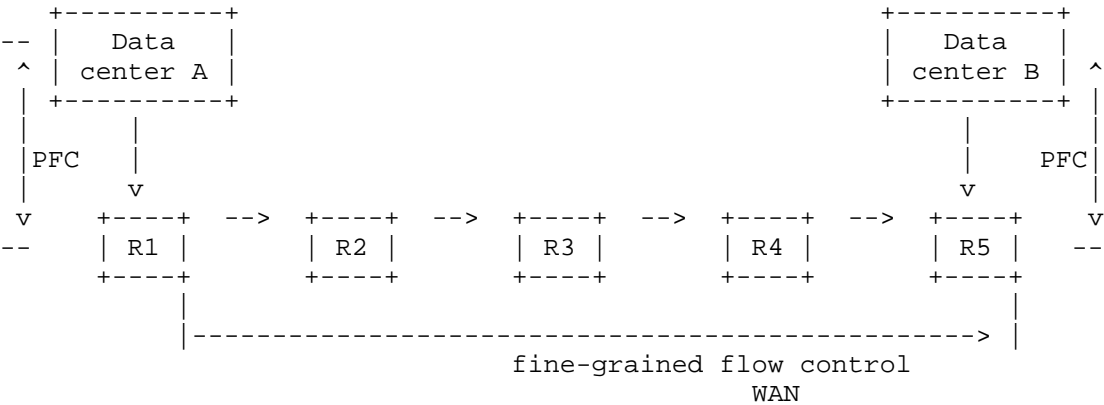 Data Data
center A center B
PFC PFC
R1 R2 R3 R4 R5
fine-grained flow control
WAN